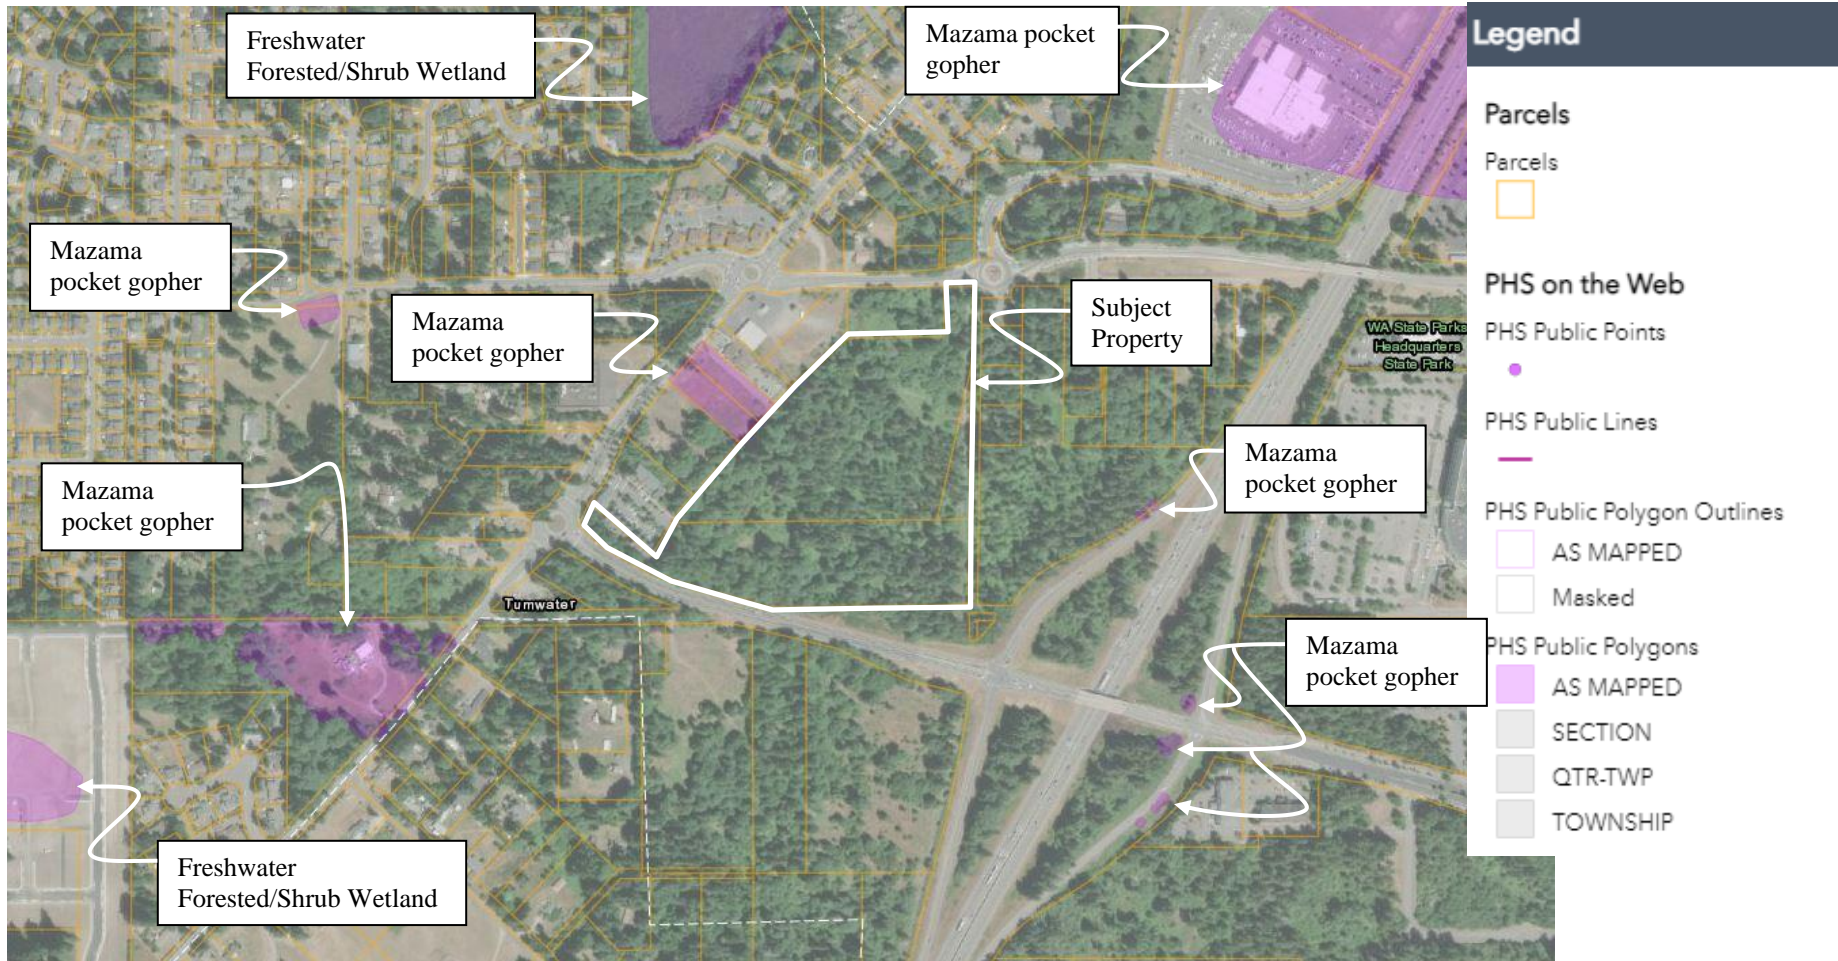 Freshwater
Forested/Shrub Wetland
Mazama pocket
gopher
Mazama
pocket gopher
Mazama
pocket gopher
Subject
Property
WA State Parks
Headquarters
State Park
Mazama
pocket gopher
Mazama
pocket gopher
Tumwater
Mazama
pocket gopher
Freshwater
Forested/Shrub Wetland
Legend
Parcels
Parcels
PHS on the Web
PHS Public Points
PHS Public Lines
PHS Public Polygon Outlines
AS MAPPED
Masked
PHS Public Polygons
AS MAPPED
SECTION
QTR-TWP
TOWNSHIP